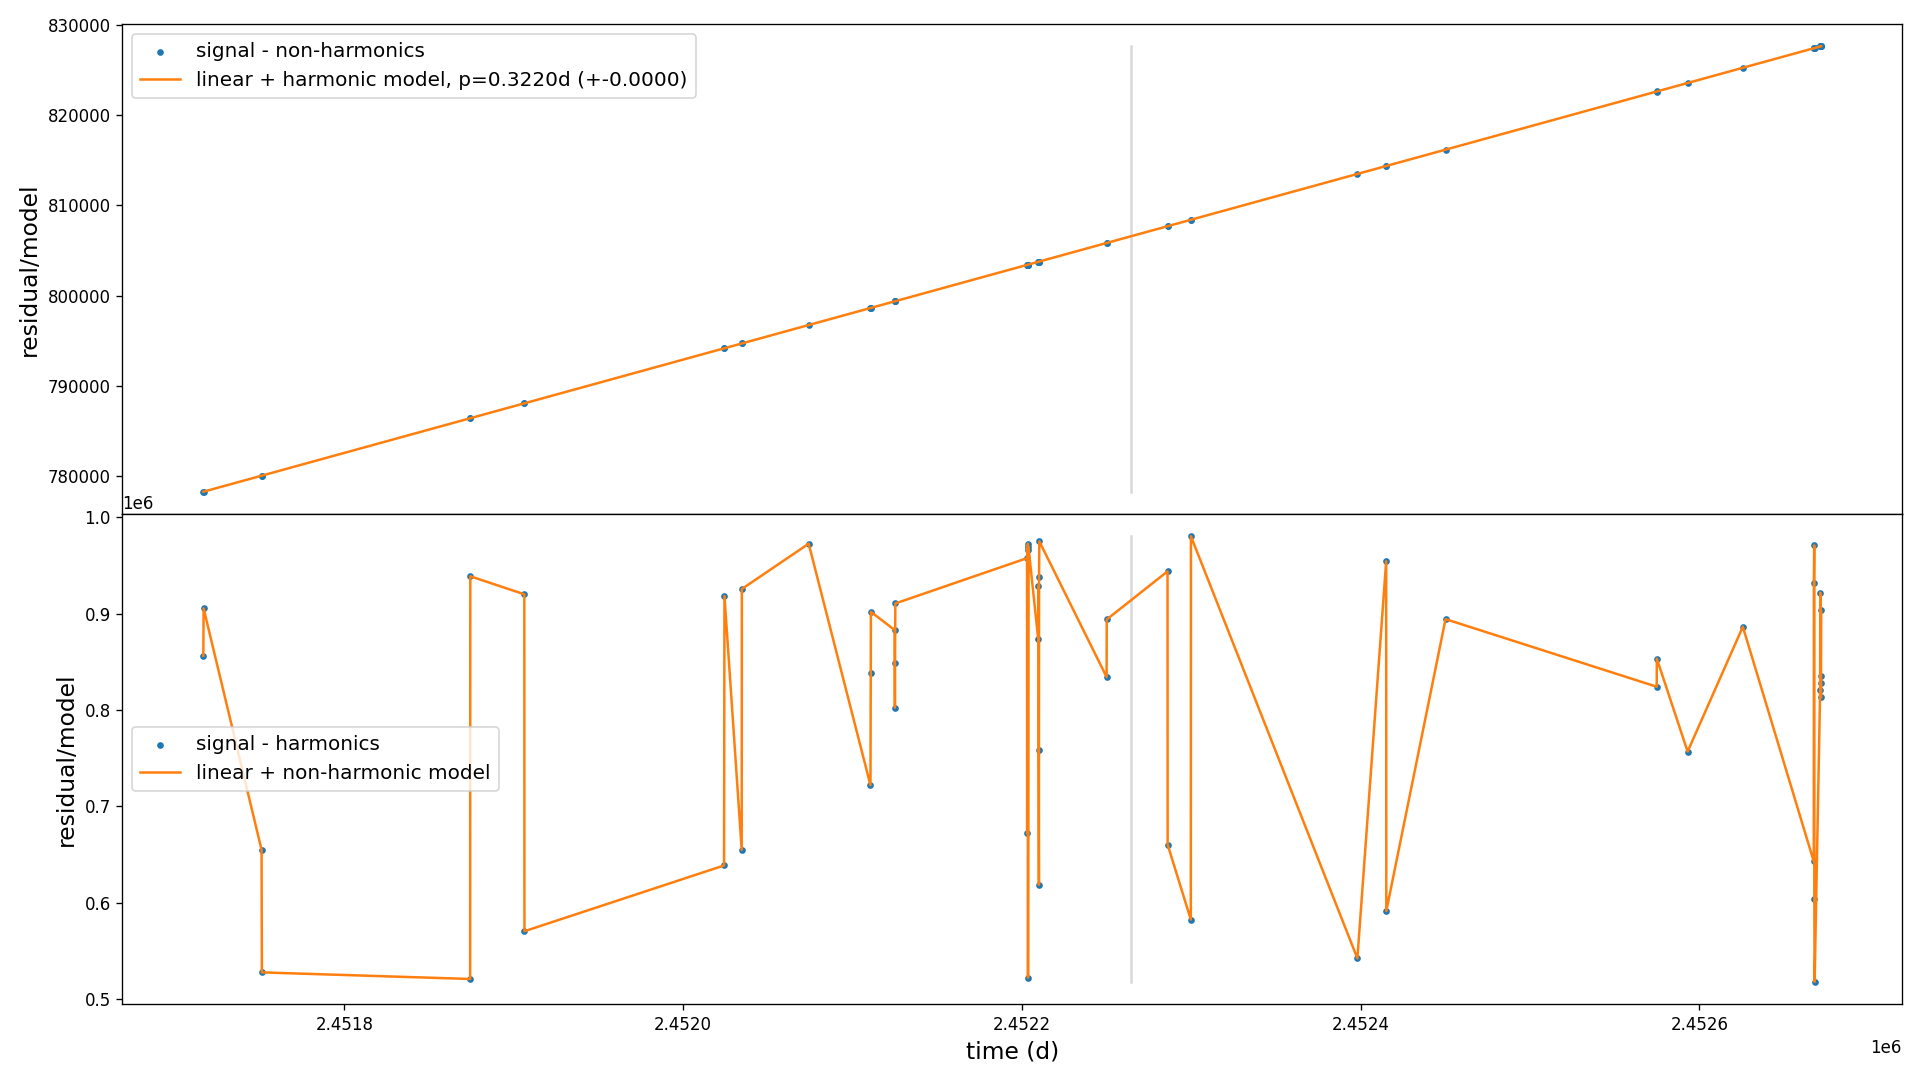 830000
820000
810000
800000
790000
780000
residual/model
signal - non-harmonics
linear + harmonic model, p=0.3220d (+-0.0000)
1e6
1.0
0.9
0.8
0.7
0.6
0.5
residual/model
signal - harmonics
linear + non-harmonic model
2.4518
2.4520
2.4522
2.4524
2.4526
time (d)
1e6